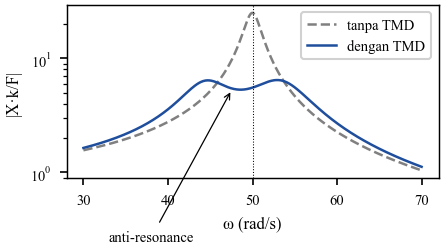 tanpa TMD
dengan TMD
|X·k/F|
10¹
10⁰
30 40 50 60 70
ω (rad/s)
anti-resonance